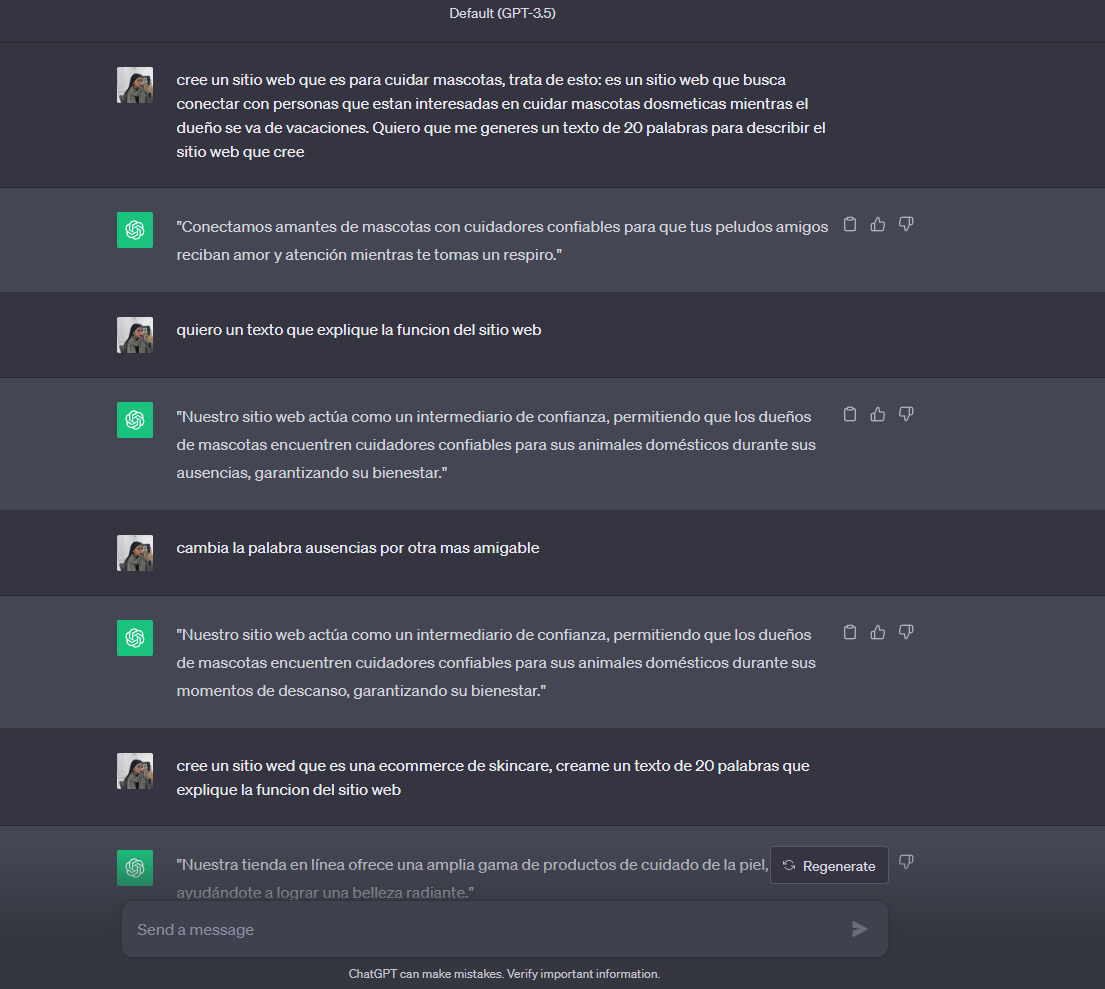 Default (GPT-3.5)
cree un sitio web que es para cuidar mascotas, trata de esto: es un sitio web que busca
conectar con personas que estan interesadas en cuidar mascotas dosmeticas mientras el
dueño se va de vacaciones. Quiero que me generes un texto de 20 palabras para describir el
sitio web que cree
"Conectamos amantes de mascotas con cuidadores confiables para que tus peludos amigos
reciban amor y atención mientras te tomas un respiro."
quiero un texto que explique la funcion del sitio web
"Nuestro sitio web actúa como un intermediario de confianza, permitiendo que los dueños
de mascotas encuentren cuidadores confiables para sus animales domésticos durante sus
ausencias, garantizando su bienestar."
cambia la palabra ausencias por otra mas amigable
"Nuestro sitio web actúa como un intermediario de confianza, permitiendo que los dueños
de mascotas encuentren cuidadores confiables para sus animales domésticos durante sus
momentos de descanso, garantizando su bienestar."
cree un sitio wed que es una ecommerce de skincare, creame un texto de 20 palabras que
explique la funcion del sitio web
"Nuestra tienda en línea ofrece una amplia gama de productos de cuidado de la piel,
Regenerate
ayudándote a lograr una belleza radiante."
Send a message
ChatGPT can make mistakes. Verify important information.